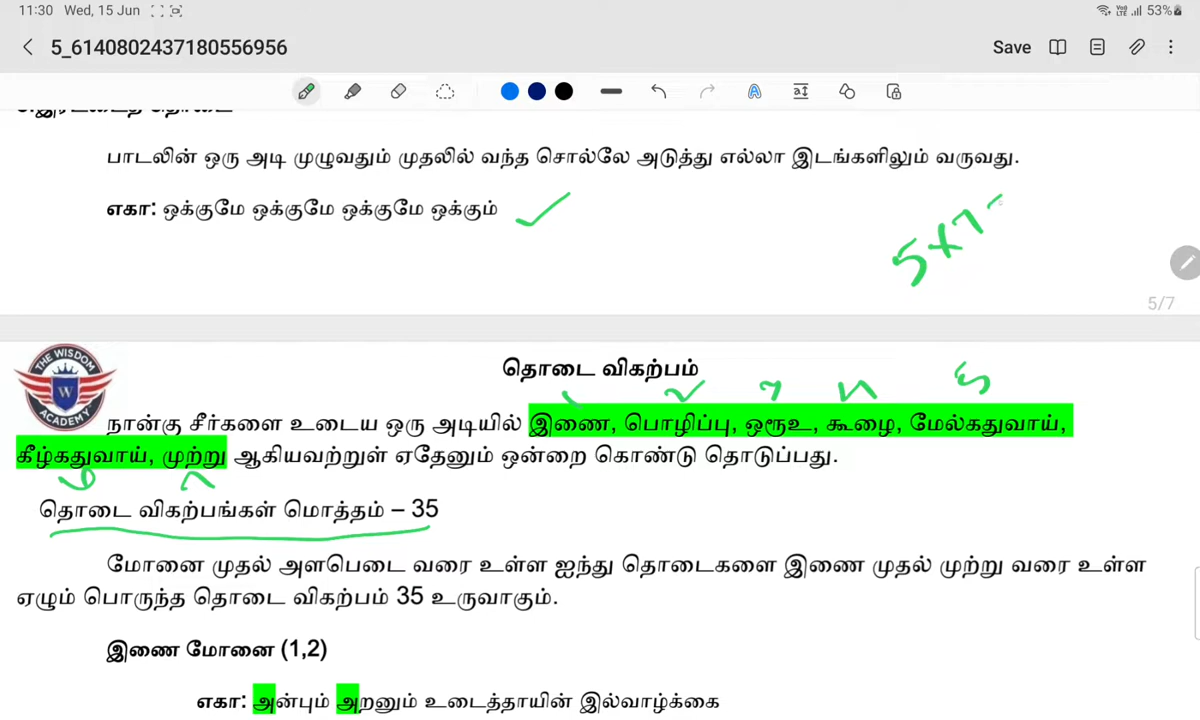 11:30 Wed, 15 Jun 53%
5_6140802437180556956 Save
பாடலின் ஒரு அடி முழுவதும் முதலில் வந்த சொல்லே அடுத்து எல்லா இடங்களிலும் வருவது.
எகா: ஒக்குமே ஒக்குமே ஒக்குமே ஒக்கும்
5x7
5/7
THE WISDOM
W
ACADEMY
தொடை விகற்பம்
நான்கு சீர்களை உடைய ஒரு அடியில் இணை, பொழிப்பு, ஒரூஉ, கூழை, மேல்கதுவாய்,
கீழ்கதுவாய், முற்று ஆகியவற்றுள் ஏதேனும் ஒன்றை கொண்டு தொடுப்பது.
தொடை விகற்பங்கள் மொத்தம் – 35
மோனை முதல் அளபெடை வரை உள்ள ஐந்து தொடைகளை இணை முதல் முற்று வரை உள்ள
ஏழும் பொருந்த தொடை விகற்பம் 35 உருவாகும்.
இணை மோனை (1,2)
எகா: அன்பும் அறனும் உடைத்தாயின் இல்வாழ்க்கை